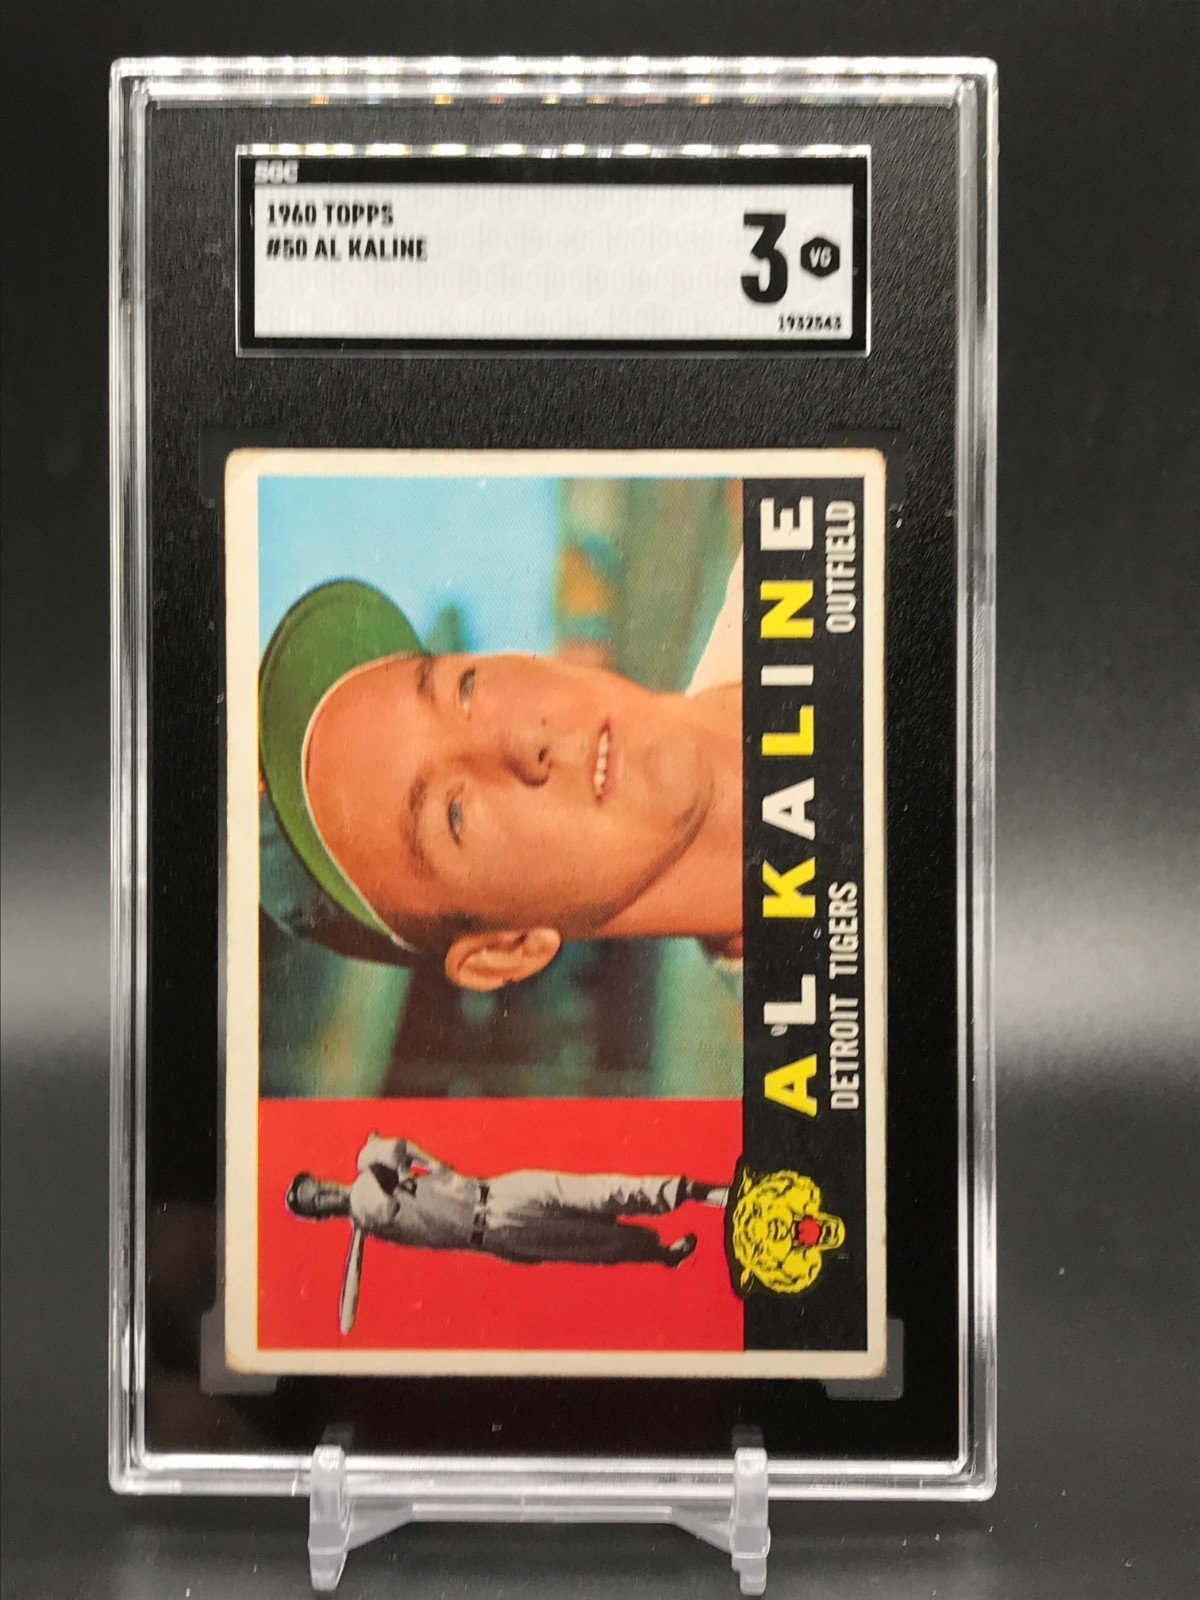 SGC
1960 TOPPS
#50 AL KALINE
3 VG
1932543
AL KALINE
DETROIT TIGERS OUTFIELD